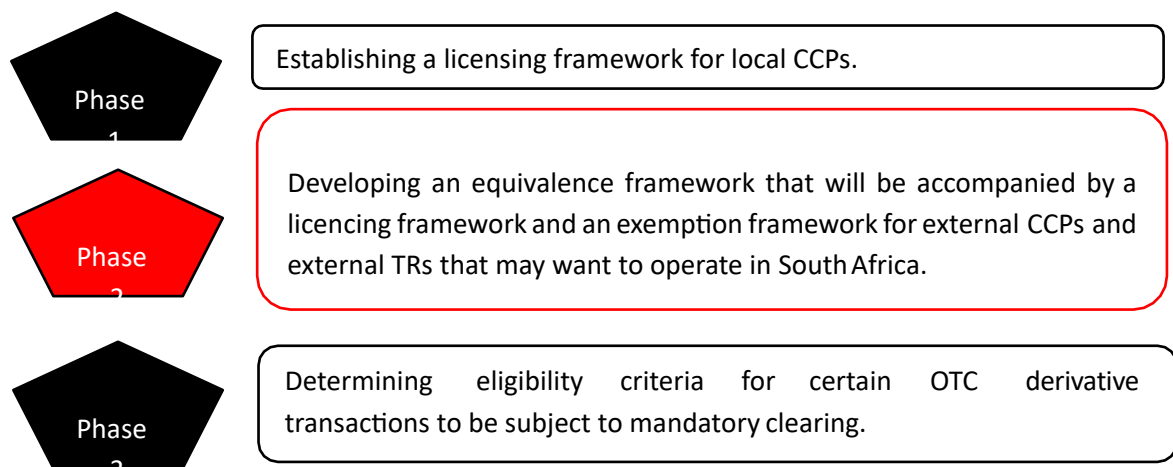 Phase
Establishing a licensing framework for local CCPs.
Phase
Developing an equivalence framework that will be accompanied by a
licencing framework and an exemption framework for external CCPs and
external TRs that may want to operate in South Africa.
Phase
Determining eligibility criteria for certain OTC derivative
transactions to be subject to mandatory clearing.